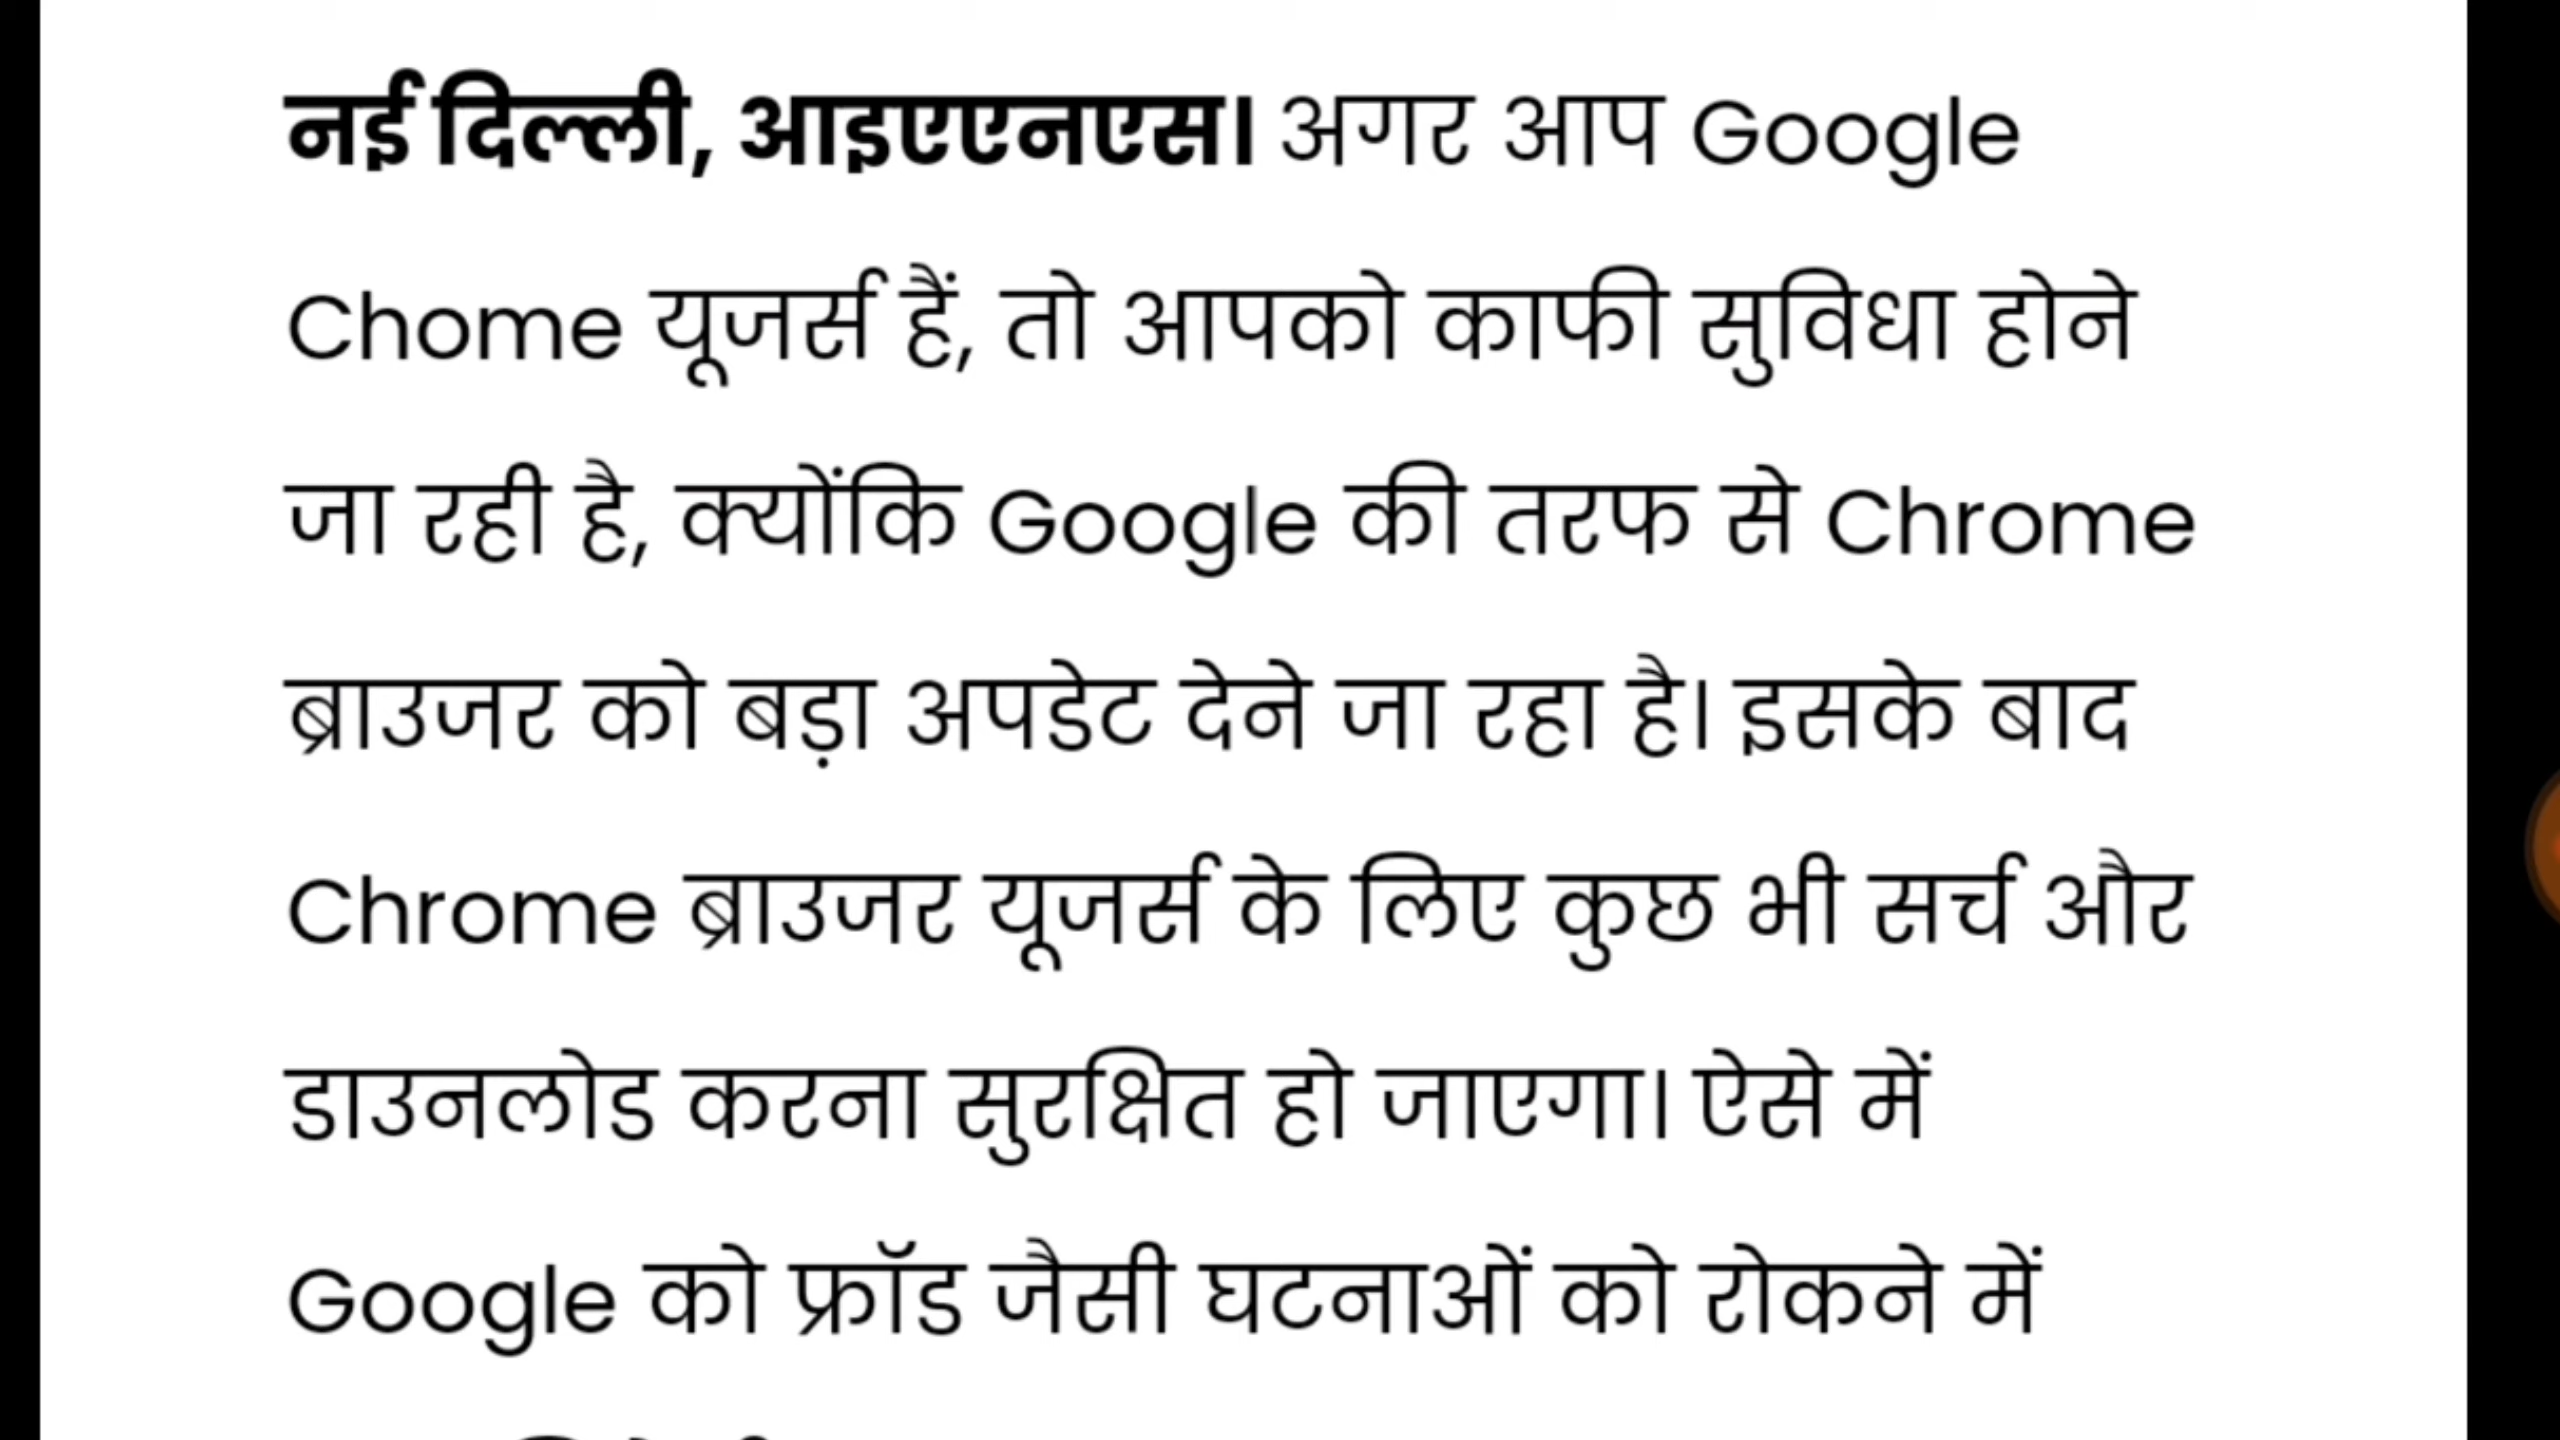 नई दिल्ली, आइएएनएस। अगर आप Google
Chome यूजर्स हैं, तो आपको काफी सुविधा होने
जा रही है, क्योंकि Google की तरफ से Chrome
ब्राउजर को बड़ा अपडेट देने जा रहा है। इसके बाद
Chrome ब्राउजर यूजर्स के लिए कुछ भी सर्च और
डाउनलोड करना सुरक्षित हो जाएगा। ऐसे में
Google को फ्रॉड जैसी घटनाओं को रोकने में